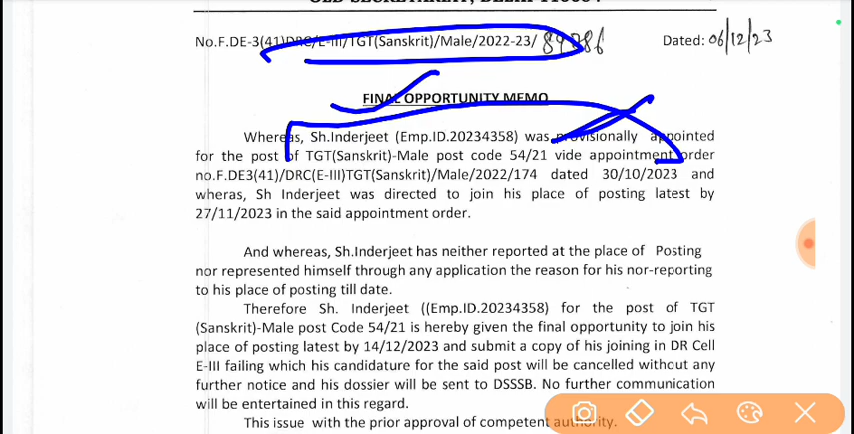 OLD SECRETARIAT, DELHI-110054
No.F.DE-3(41)DRC/E-III/TGT(Sanskrit)/Male/2022-23/
Dated: 06/12/23
FINAL OPPORTUNITY MEMO
Whereas, Sh.Inderjeet (Emp.ID.20234358) was provisionally appointed
for the post of TGT(Sanskrit)-Male post code 54/21 vide appointment order
no.F.DE3(41)/DRC(E-III)TGT(Sanskrit)/Male/2022/174 dated 30/10/2023 and
wheras, Sh Inderjeet was directed to join his place of posting latest by
27/11/2023 in the said appointment order.
And whereas, Sh.Inderjeet has neither reported at the place of Posting
nor represented himself through any application the reason for his nor-reporting
to his place of posting till date.
Therefore Sh. Inderjeet ((Emp.ID.20234358) for the post of TGT
(Sanskrit)-Male post Code 54/21 is hereby given the final opportunity to join his
place of posting latest by 14/12/2023 and submit a copy of his joining in DR Cell
E-III failing which his candidature for the said post will be cancelled without any
further notice and his dossier will be sent to DSSSB. No further communication
will be entertained in this regard.
This issue with the prior approval of competent authority.